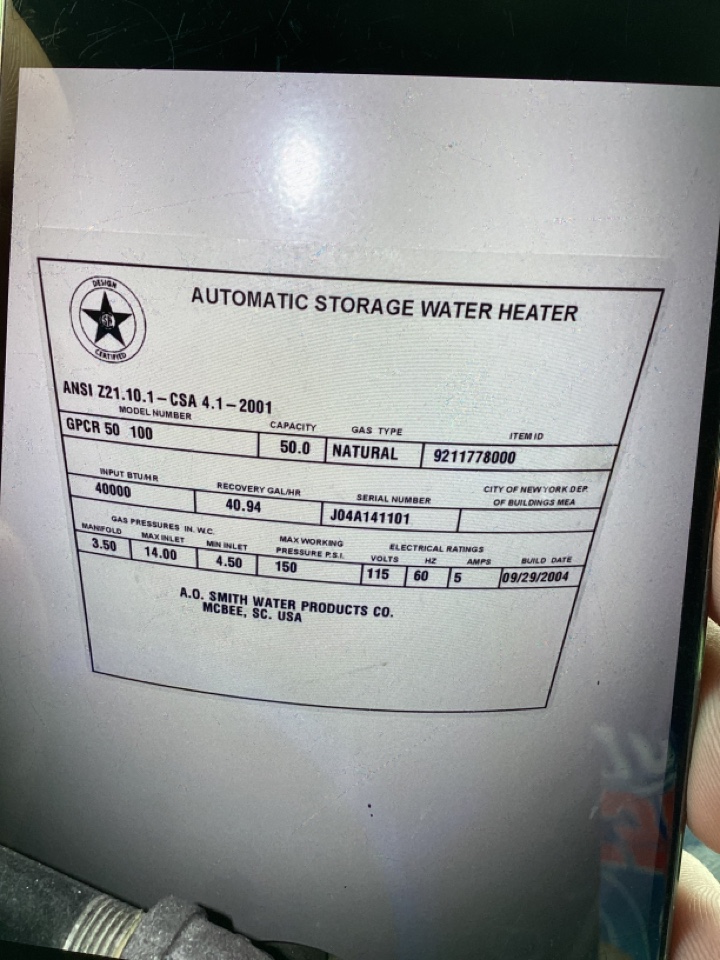 DESIGN
CERTIFIED
AUTOMATIC STORAGE WATER HEATER
ANSI Z21.10.1-CSA 4.1-2001
MODEL NUMBER CAPACITY GAS TYPE ITEM ID
GPCR 50 100 50.0 NATURAL 9211778000
INPUT BTU/HR RECOVERY GAL/HR SERIAL NUMBER CITY OF NEW YORK DEP. OF BUILDINGS MEA
40000 40.94 J04A141101
GAS PRESSURES IN. W.C. MAX WORKING PRESSURE P.S.I. ELECTRICAL RATINGS
MANIFOLD MAX INLET MIN INLET VOLTS HZ AMPS BUILD DATE
3.50 14.00 4.50 150 115 60 5 09/29/2004
A.O. SMITH WATER PRODUCTS CO.
MCBEE, SC. USA